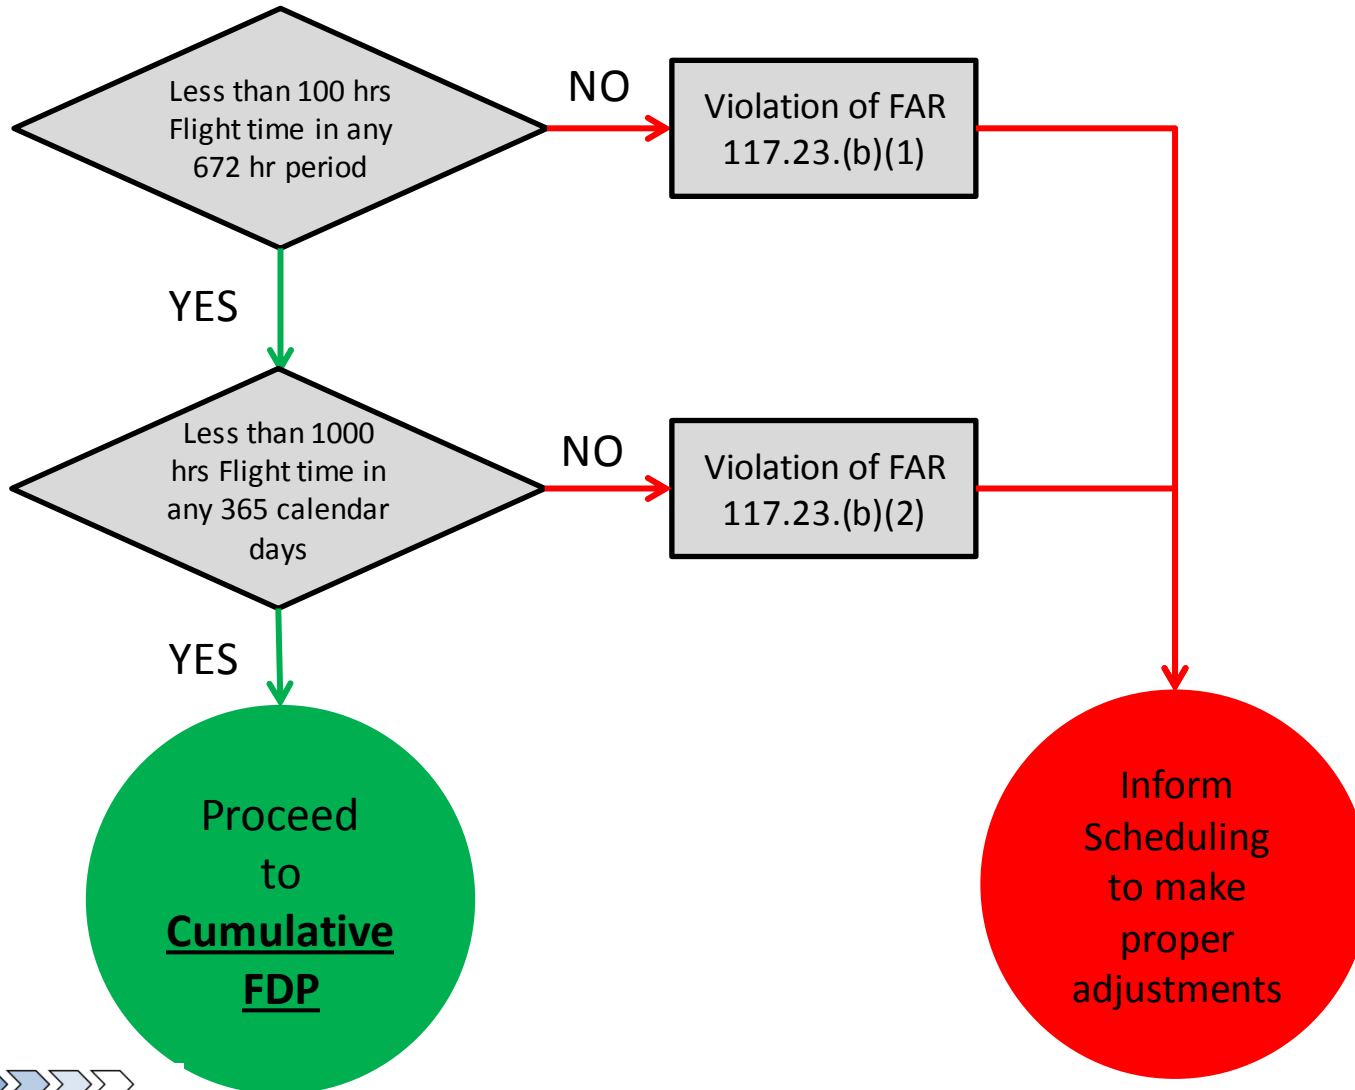 Less than 100 hrs
Flight time in any
672 hr period
NO
Violation of FAR
117.23.(b)(1)
YES
Less than 1000
hrs Flight time in
any 365 calendar
days
NO
Violation of FAR
117.23.(b)(2)
YES
Proceed
to
Cumulative
FDP
Inform
Scheduling
to make
proper
adjustments